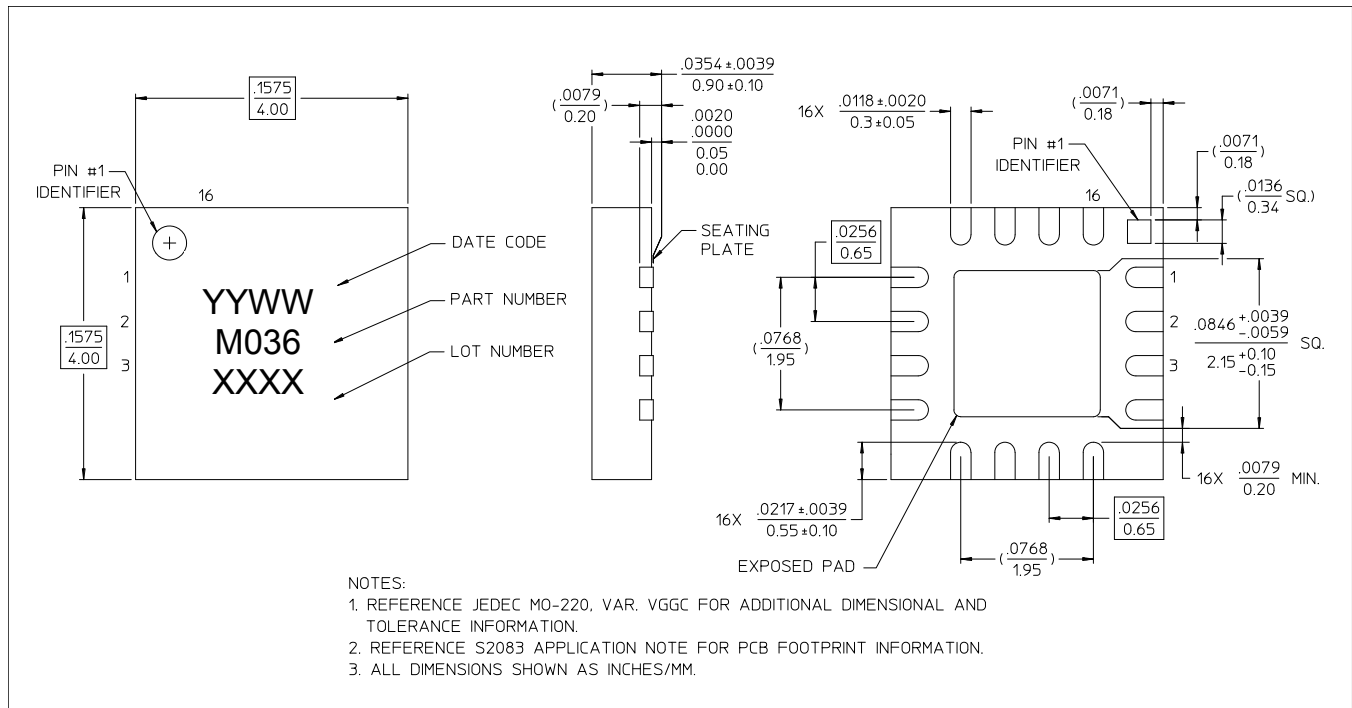 .1575
4.00
PIN #1
IDENTIFIER
16
1
2
3
.1575
4.00
YYWW
M036
XXXX
DATE CODE
PART NUMBER
LOT NUMBER
.0354 ±.0039
0.90 ±0.10
(.0079
0.20)
.0020
.0000
0.05
0.00
SEATING
PLATE
16X .0118 ±.0020
0.3 ±0.05
(.0071
0.18)
PIN #1
IDENTIFIER
16
(.0071
0.18)
(.0136
0.34 SQ.)
.0256
0.65
(.0768
1.95)
1
2
3
.0846 +.0039
-.0059
2.15 +0.10
-0.15
SQ.
16X .0217 ±.0039
0.55 ±0.10
EXPOSED PAD
(.0768
1.95)
.0256
0.65
16X .0079
0.20 MIN.
NOTES:
1. REFERENCE JEDEC MO-220, VAR. VGGC FOR ADDITIONAL DIMENSIONAL AND
TOLERANCE INFORMATION.
2. REFERENCE S2083 APPLICATION NOTE FOR PCB FOOTPRINT INFORMATION.
3. ALL DIMENSIONS SHOWN AS INCHES/MM.